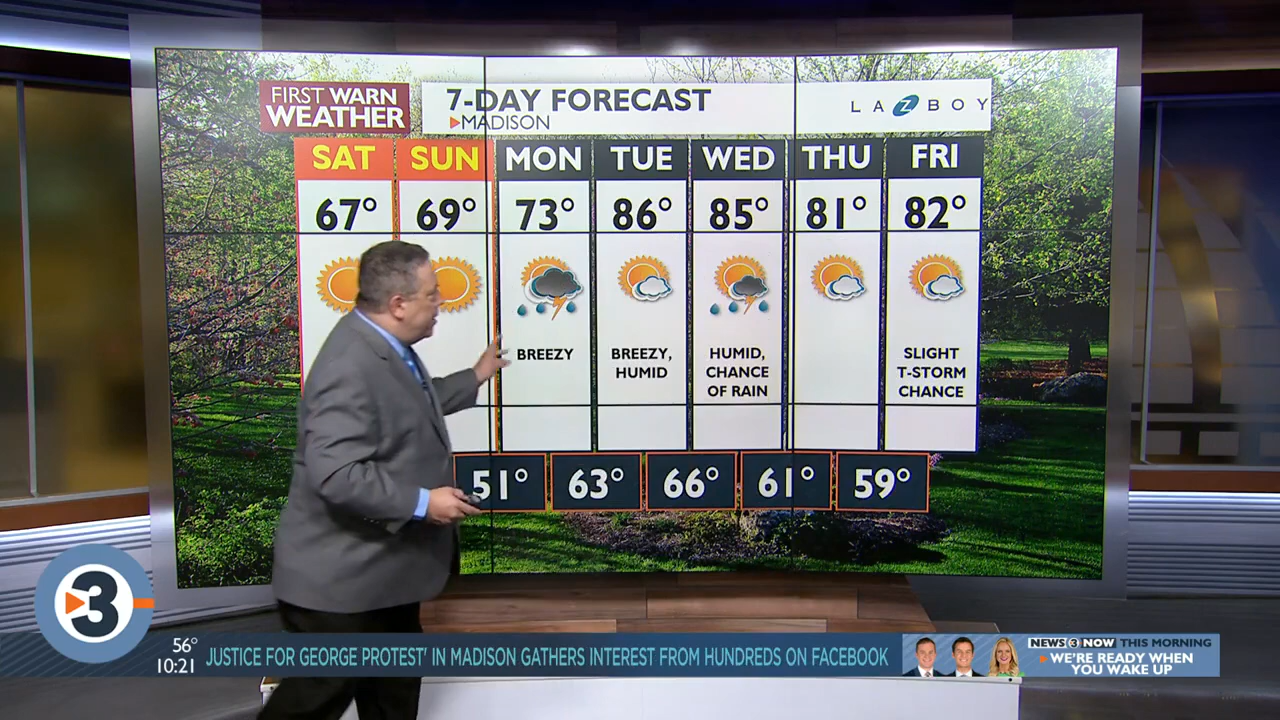 FIRST WARN
WEATHER
7-DAY FORECAST
MADISON
LA Z BOY
SAT SUN MON TUE WED THU FRI
67° 69° 73° 86° 85° 81° 82°
BREEZY
BREEZY,
HUMID
HUMID,
CHANCE
OF RAIN
SLIGHT
T-STORM
CHANCE
51° 63° 66° 61° 59°
3
56°
10:21
JUSTICE FOR GEORGE PROTEST' IN MADISON GATHERS INTEREST FROM HUNDREDS ON FACEBOOK
NEWS 3 NOW THIS MORNING
WE'RE READY WHEN
YOU WAKE UP